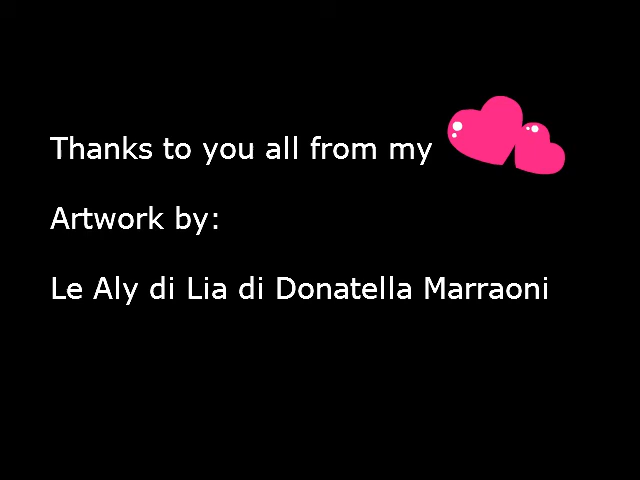 Thanks to you all from my
Artwork by:
Le Aly di Lia di Donatella Marraoni